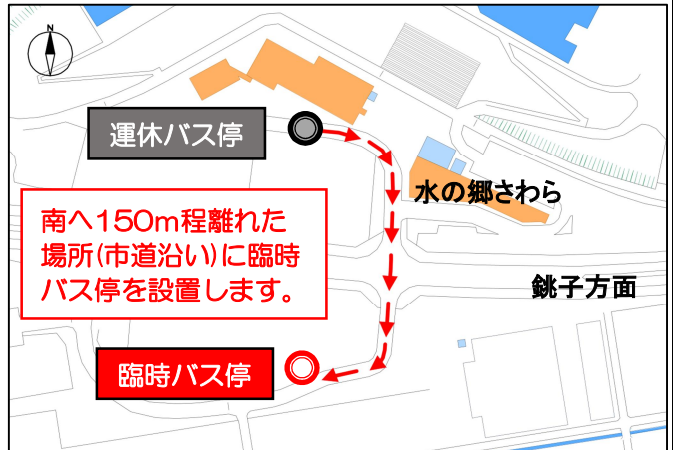 N
運休バス停
水の郷さわら
南へ150m程離れた
場所(市道沿い)に臨時
バス停を設置します。
銚子方面
臨時バス停